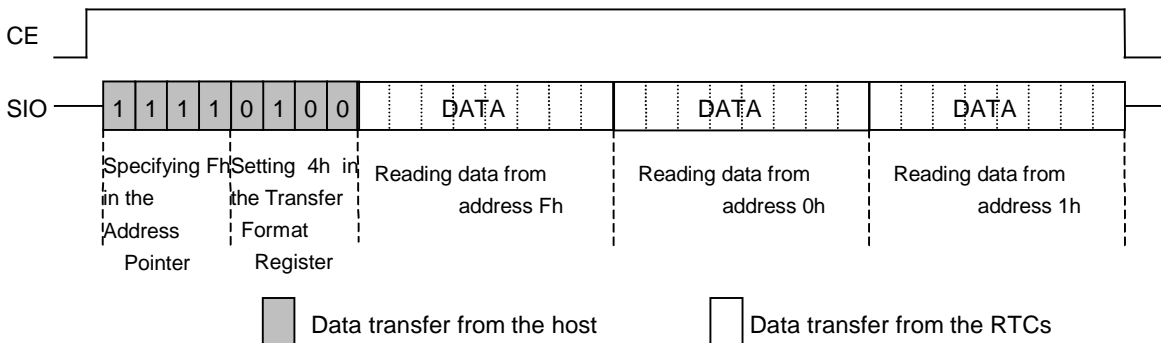 CE
SIO
1 1 1 1 0 1 0 0 DATA DATA DATA
Specifying Fh
in the
Address
Pointer
Setting 4h in
the Transfer
Format
Register
Reading data from
address Fh
Reading data from
address 0h
Reading data from
address 1h
Data transfer from the host
Data transfer from the RTCs